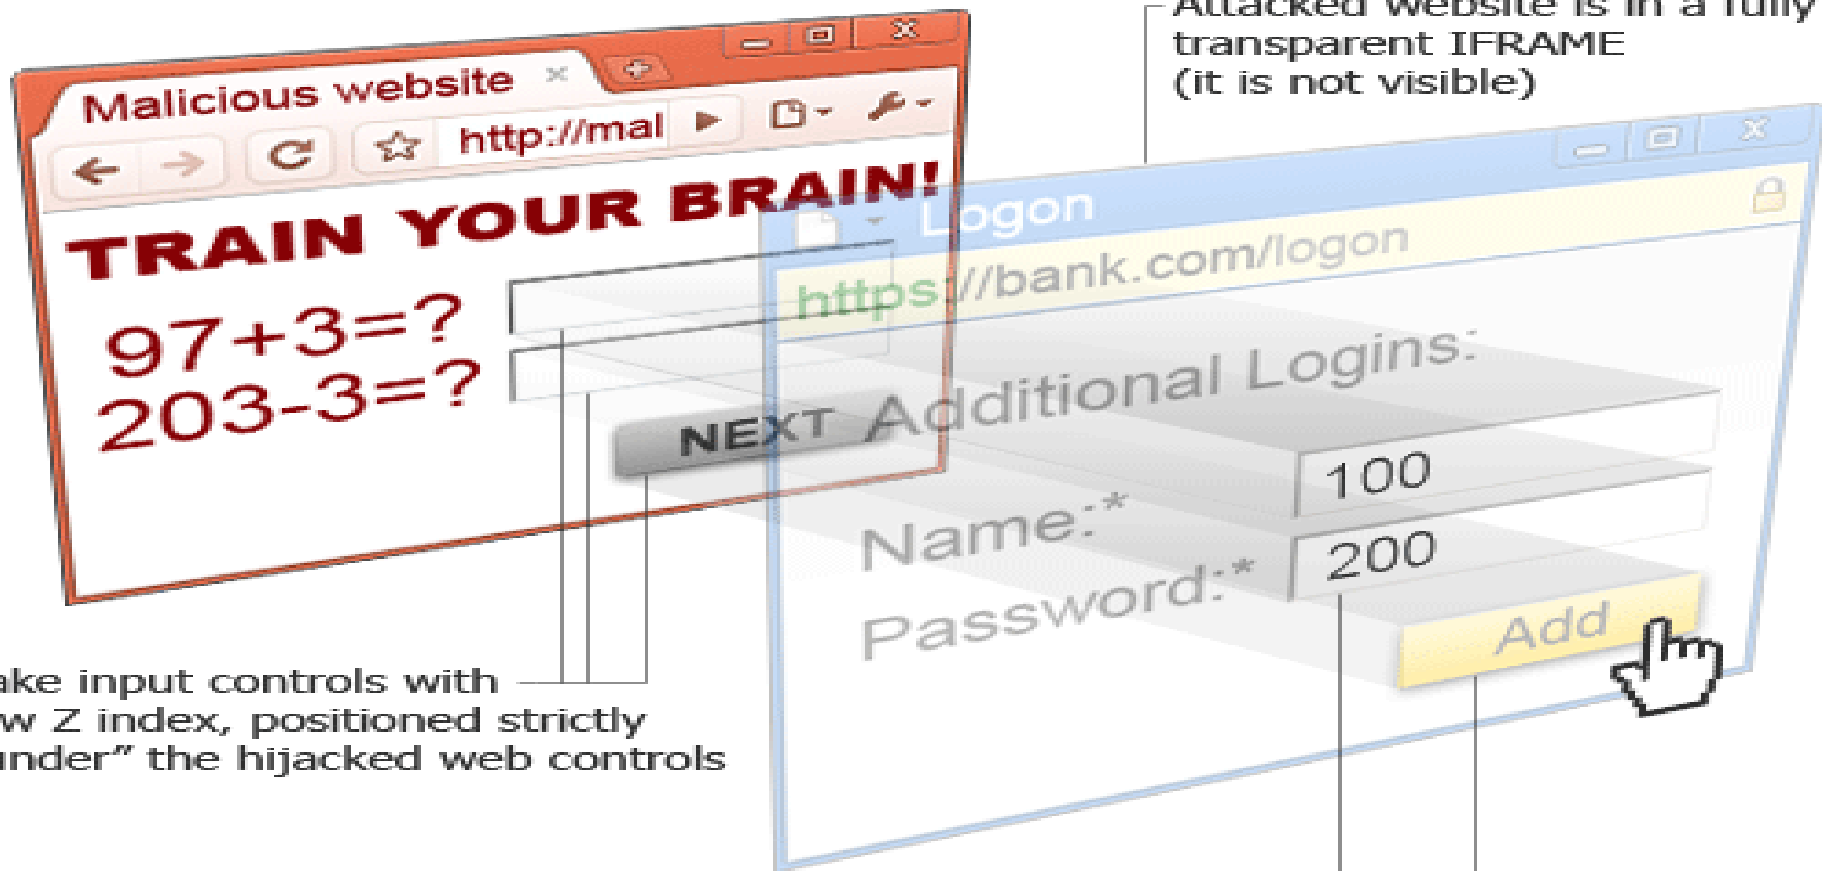 Attacked website is in a fully
transparent IFRAME
(it is not visible)
Malicious website
http://mal
TRAIN YOUR BRAIN!
97+3=?
203-3=?
NEXT
Logon
https://bank.com/logon
Additional Logins:
Name:* 100
Password:* 200
Add
ake input controls with
w Z index, positioned strictly
under” the hijacked web controls